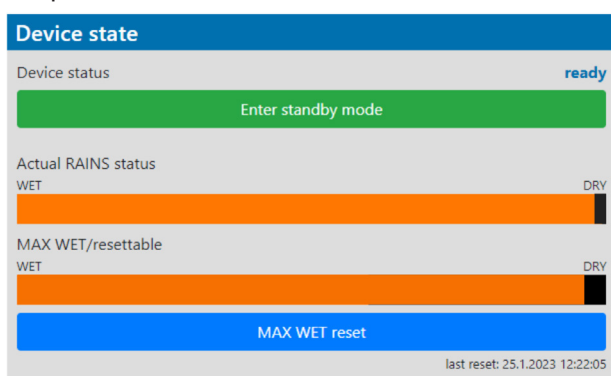 Device state
Device status ready
Enter standby mode
Actual RAINS status
WET DRY
MAX WET/resettable
WET DRY
MAX WET reset
last reset: 25.1.2023 12:22:05